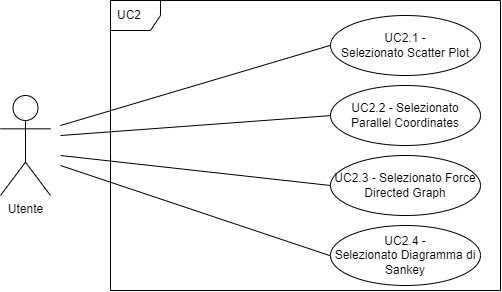 UC2
UC2.1 -
Selezionato Scatter Plot
UC2.2 - Selezionato
Parallel Coordinates
UC2.3 - Selezionato Force
Directed Graph
UC2.4 -
Selezionato Diagramma di
Sankey
Utente